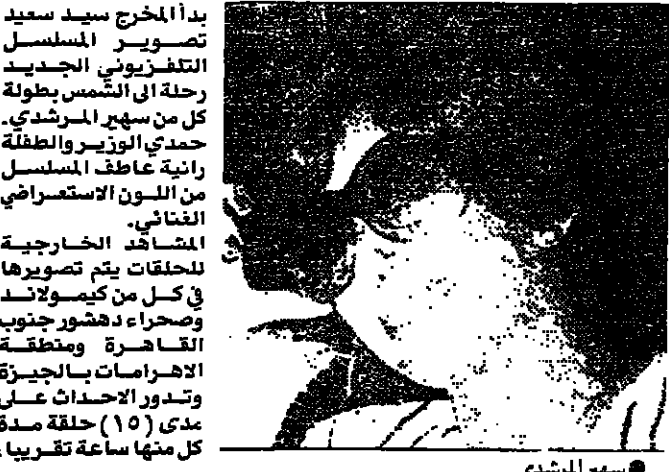 بدأ المخرج سيد سعيد
تصوير المسلسل
التلفزيوني الجديد
رحلة الى الشمس بطولة
كل من سهير المرشدي.
حمدي الوزير والطفلة
رانية عاطف المسلسل
من اللون الاستعراضي
الغنائي.
المشاهد الخارجية
للحلقات يتم تصويرها
في كل من كيمولاند
وصحراء دهشور جنوب
القاهرة ومنطقة
الاهرامات بالجيزة
وتدور الاحداث على
مدى (١٥) حلقة مدة
كل منها ساعة تقريبا.
● سهير المرشدي